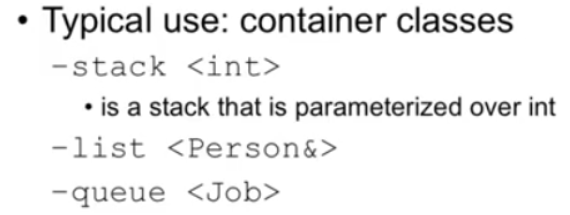 • Typical use: container classes
–stack <int>
• is a stack that is parameterized over int
–list <Person&>
–queue <Job>